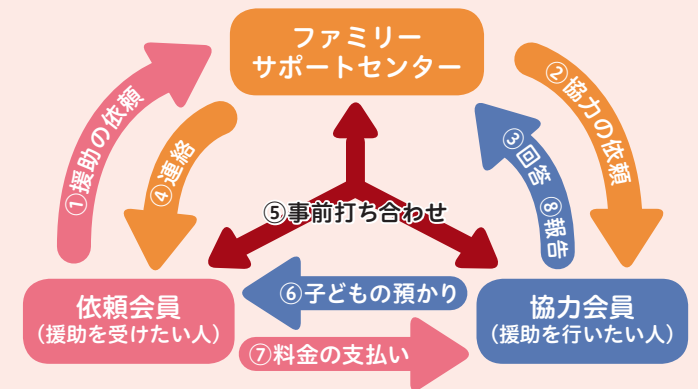 ファミリー
サポートセンター
①援助の依頼
④連絡
②協力の依頼
③回答 ⑧報告
⑤事前打ち合わせ
依頼会員
(援助を受けたい人)
⑥子どもの預かり
⑦料金の支払い
協力会員
(援助を行いたい人)